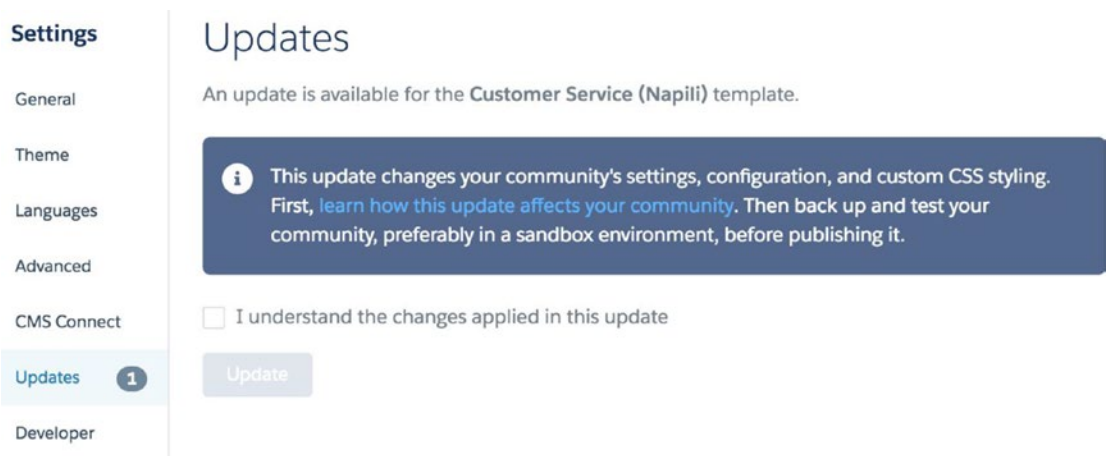 Settings
General
Theme
Languages
Advanced
CMS Connect
Updates 1
Developer
Updates
An update is available for the Customer Service (Napili) template.
This update changes your community's settings, configuration, and custom CSS styling.
First, learn how this update affects your community. Then back up and test your
community, preferably in a sandbox environment, before publishing it.
I understand the changes applied in this update
Update